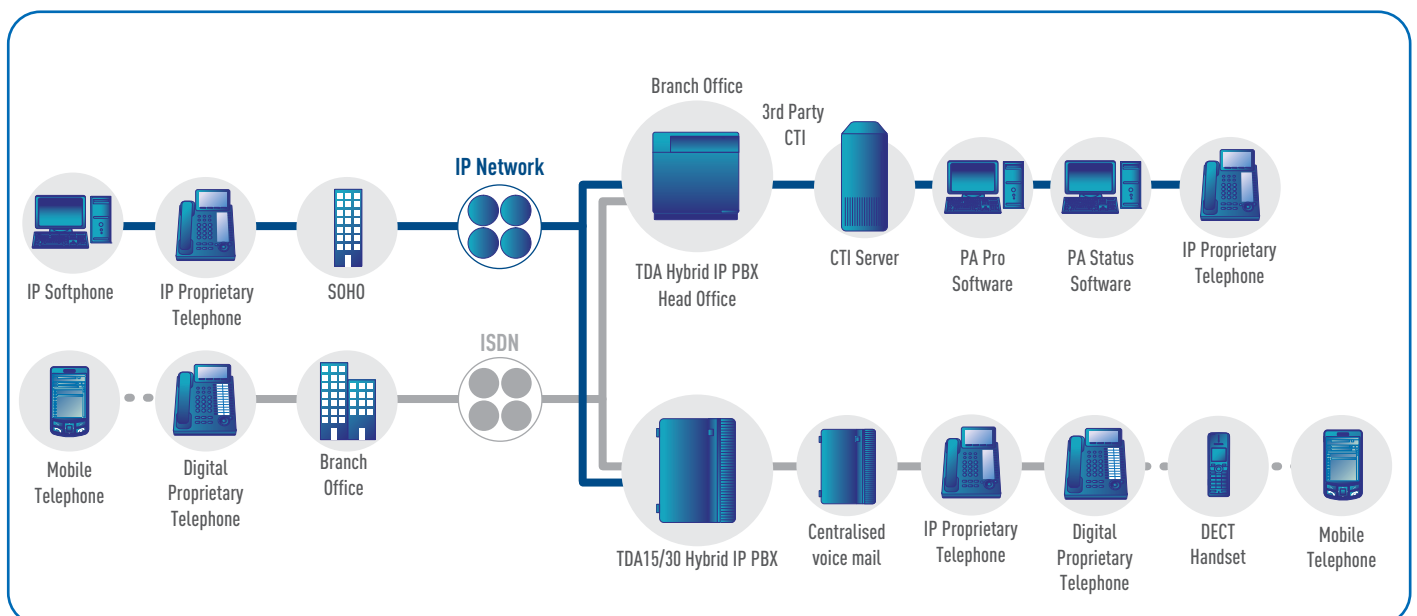 Branch Office
3rd Party
CTI
IP Network
IP Softphone
IP Proprietary
Telephone
SOHO
TDA Hybrid IP PBX
Head Office
CTI Server
PA Pro
Software
PA Status
Software
IP Proprietary
Telephone
ISDN
Mobile
Telephone
Digital
Proprietary
Telephone
Branch
Office
TDA15/30 Hybrid IP PBX
Centralised
voice mail
IP Proprietary
Telephone
Digital
Proprietary
Telephone
DECT
Handset
Mobile
Telephone